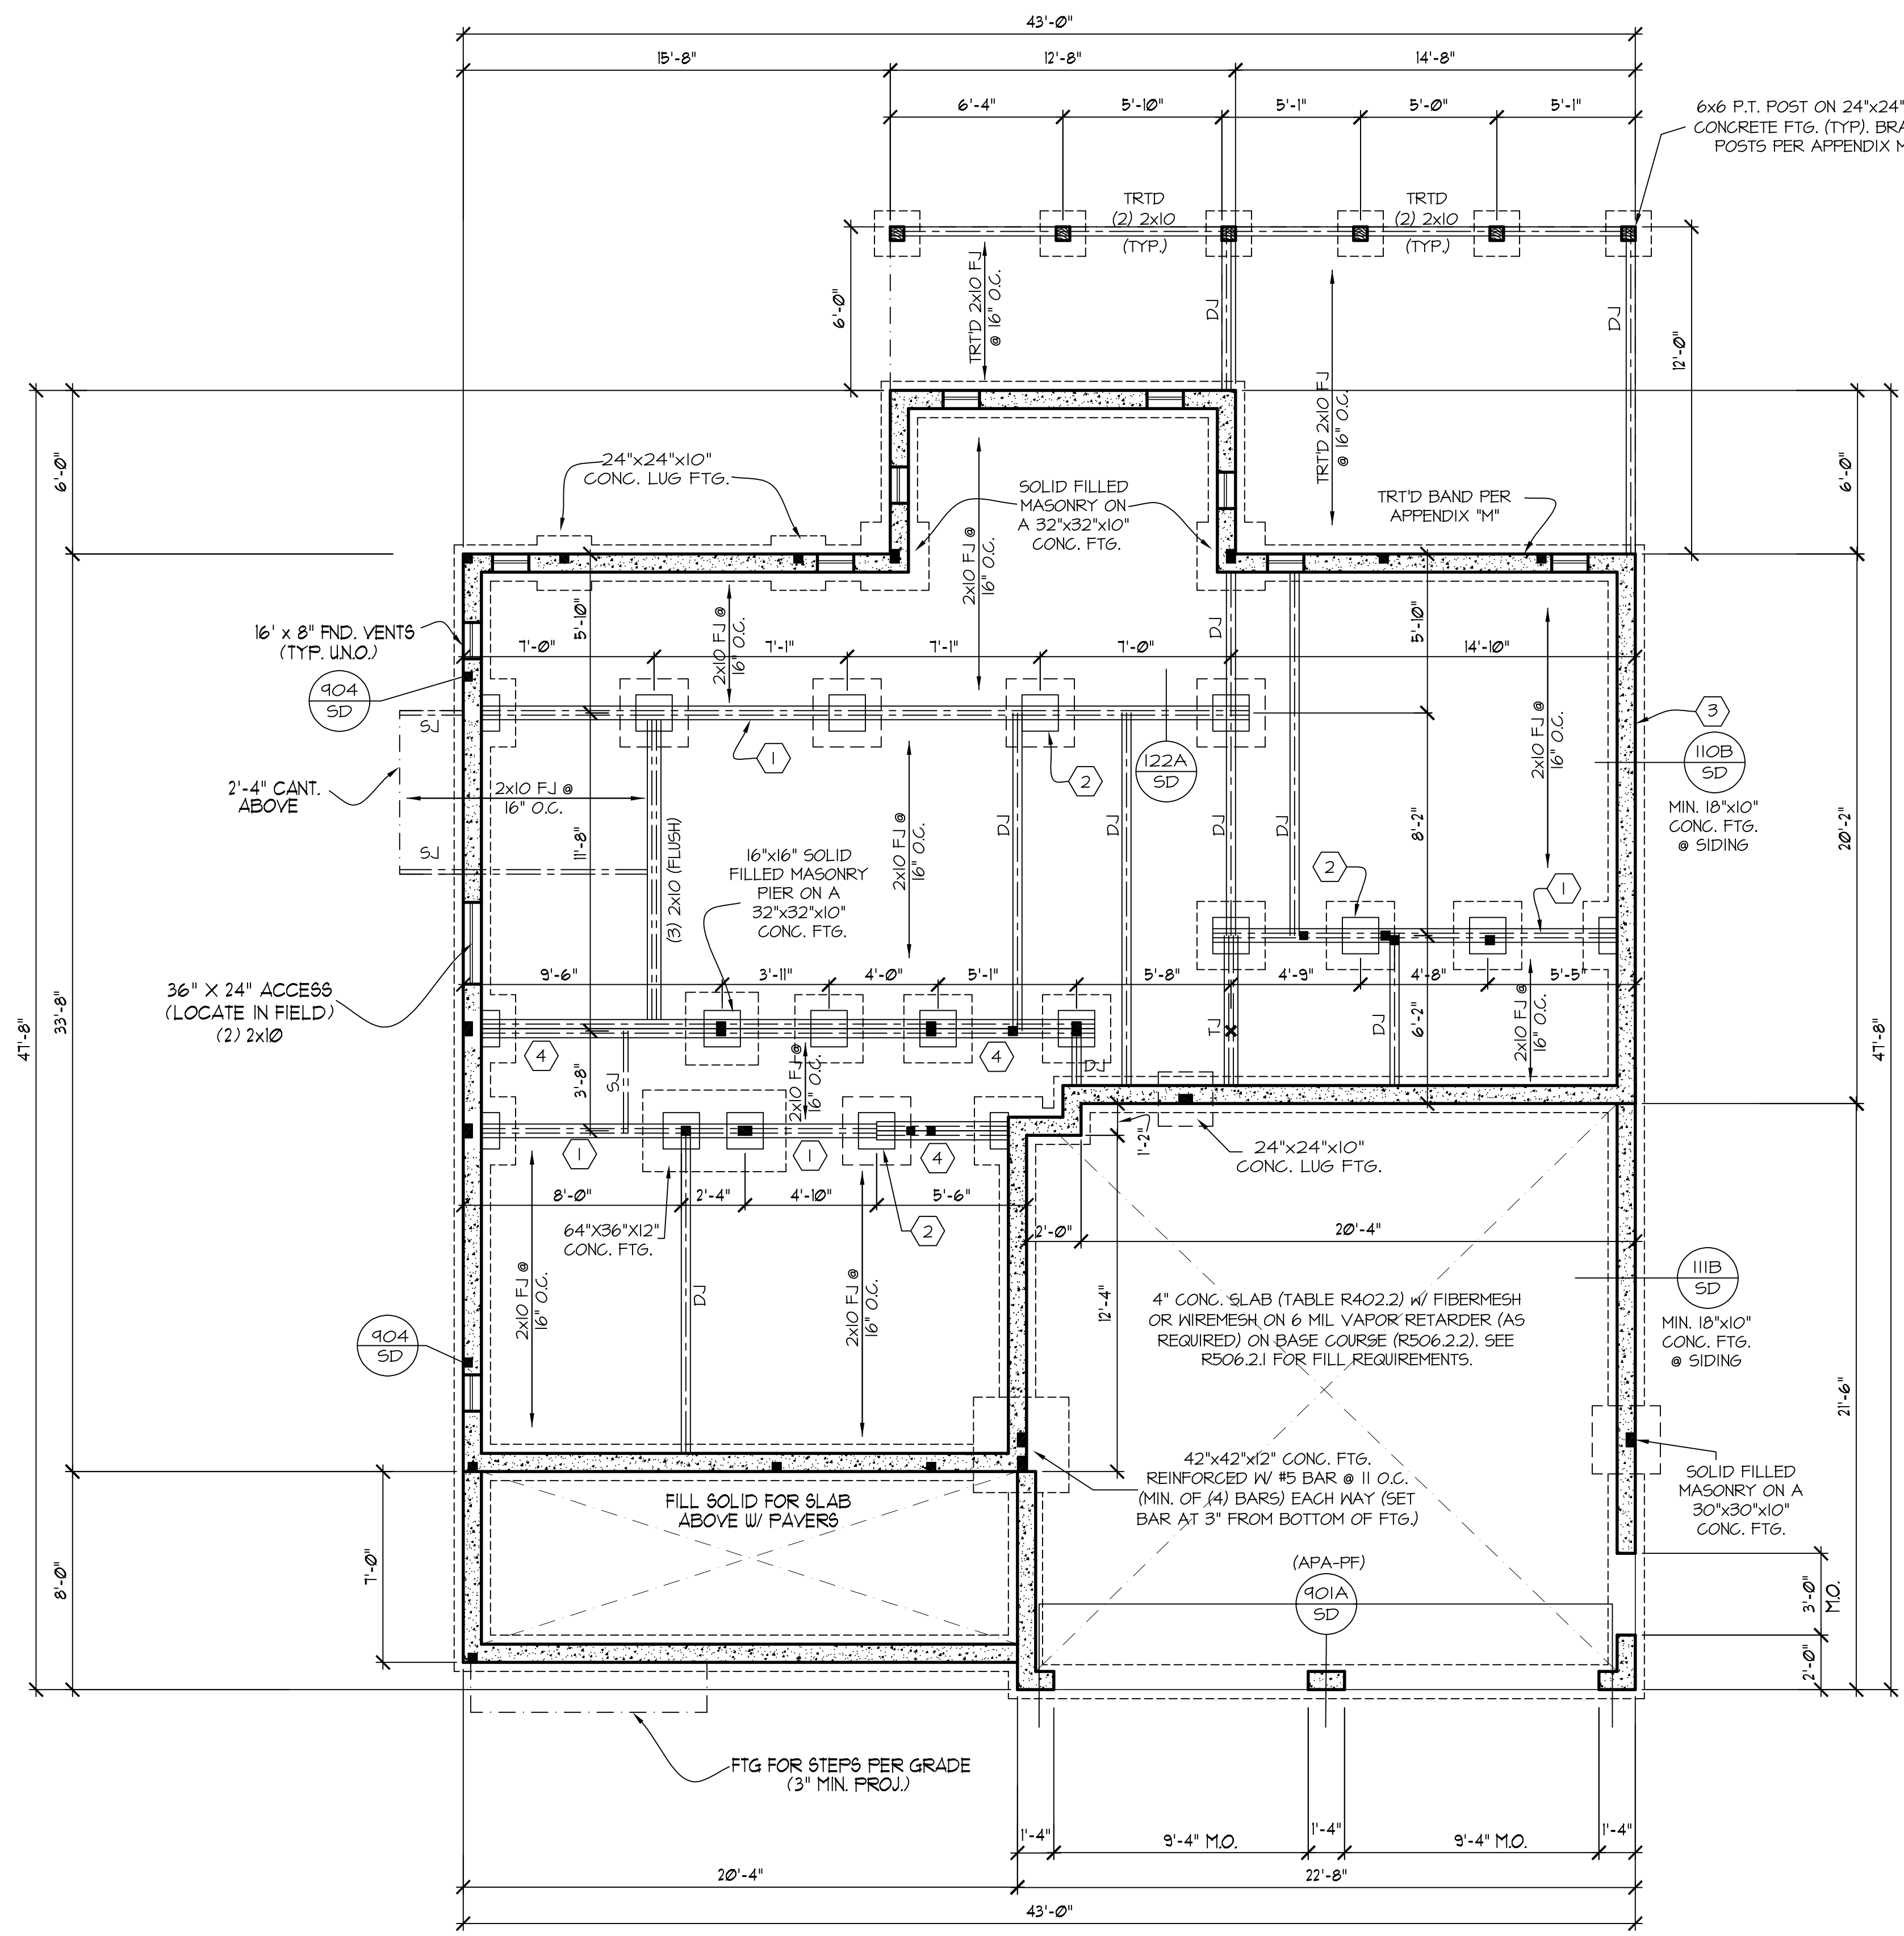 43'-0"
15'-8"
12'-8"
14'-8"
6'-4"
5'-10"
5'-1"
5'-0"
5'-1"
6x6 P.T. POST ON 24"x24"
CONCRETE FTG. (TYP). BRA
POSTS PER APPENDIX M
TRTD
(2) 2x10
(TYP.)
TRTD
(2) 2x10
(TYP.)
6'-0"
TRT'D 2x10 FJ
@ 16" O.C.
DJ
DJ
12'-0"
TRT'D 2x10 FJ
@ 16" O.C.
6'-0"
24"x24"x10"
CONC. LUG FTG.
SOLID FILLED
MASONRY ON
A 32"x32"x10"
CONC. FTG.
TRT'D BAND PER
APPENDIX "M"
6'-0"
2x10 FJ @
16" O.C.
16' x 8" FND. VENTS
(TYP. U.N.O.)
904
SD
5'-10"
2x10 FJ @
16" O.C.
DJ
5'-10"
7'-0"
7'-1"
7'-1"
7'-0"
14'-10"
2x10 FJ @
16" O.C.
3
SJ
1
2
122A
SD
110B
SD
MIN. 18"x10"
CONC. FTG.
@ SIDING
2'-4" CANT.
ABOVE
2x10 FJ @
16" O.C.
SJ
11'-8"
(3) 2x10 (FLUSH)
2x10 FJ @
16" O.C.
DJ
DJ
DJ
DJ
8'-2"
20'-2"
16"x16" SOLID
FILLED MASONRY
PIER ON A
32"x32"x10"
CONC. FTG.
2
1
36" X 24" ACCESS
(LOCATE IN FIELD)
(2) 2x10
9'-6"
3'-11"
4'-0"
5'-1"
5'-8"
4'-9"
4'-8"
5'-5"
47'-8"
33'-8"
47'-8"
4
4
TJ
DJ
6'-2"
2x10 FJ @
16" O.C.
3'-8"
SJ
2x10 FJ @
16" O.C.
DJ
1
1
4
1'-2"
24"x24"x10"
CONC. LUG FTG.
8'-0"
2'-4"
4'-10"
5'-6"
64"X36"X12"
CONC. FTG.
2
2'-0"
20'-4"
2x10 FJ @
16" O.C.
DJ
2x10 FJ @
16" O.C.
12'-4"
4" CONC. SLAB (TABLE R402.2) W/ FIBERMESH
OR WIREMESH ON 6 MIL VAPOR RETARDER (AS
REQUIRED) ON BASE COURSE (R506.2.2). SEE
R506.2.1 FOR FILL REQUIREMENTS.
111B
SD
MIN. 18"x10"
CONC. FTG.
@ SIDING
904
SD
21'-6"
42"x42"x12" CONC. FTG.
REINFORCED W/ #5 BAR @ 11 O.C.
(MIN. OF (4) BARS) EACH WAY (SET
BAR AT 3" FROM BOTTOM OF FTG.)
SOLID FILLED
MASONRY ON A
30"x30"x10"
CONC. FTG.
FILL SOLID FOR SLAB
ABOVE W/ PAVERS
8'-0"
7'-0"
(APA-PF)
901A
SD
3'-0"
M.O.
2'-0"
FTG FOR STEPS PER GRADE
(3" MIN. PROJ.)
1'-4"
9'-4" M.O.
1'-4"
9'-4" M.O.
1'-4"
20'-4"
22'-8"
43'-0"